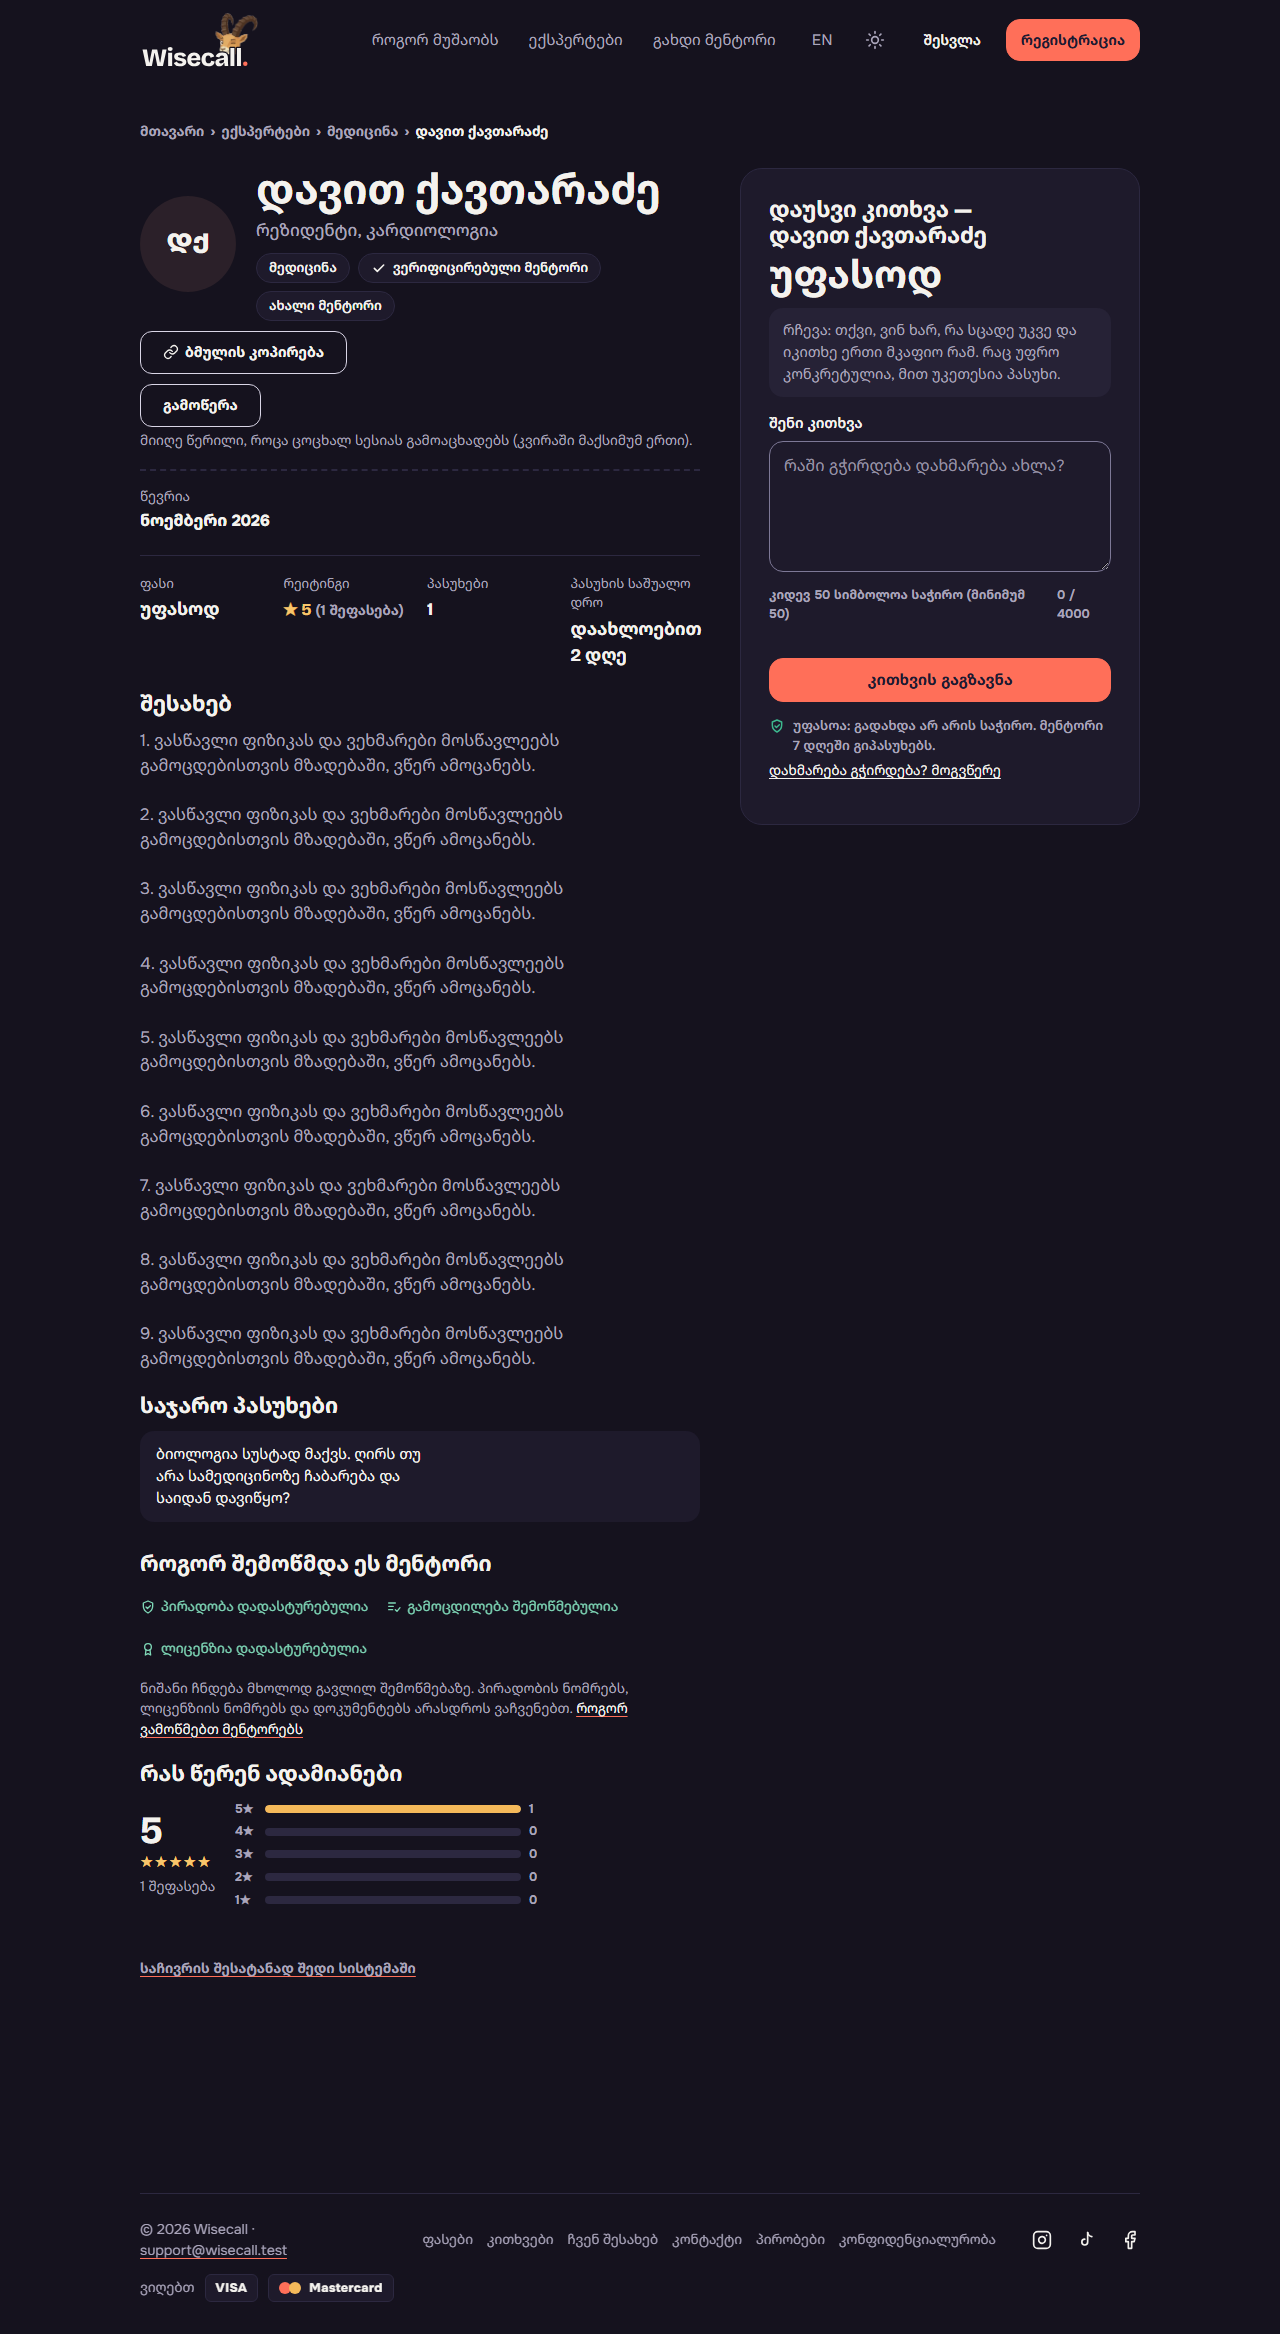 Wisecall.
როგორ მუშაობს
ექსპერტები
გახდი მენტორი
EN
შესვლა
რეგისტრაცია
მთავარი › ექსპერტები › მედიცინა › დავით ქავთარაძე
დქ
დავით ქავთარაძე
რეზიდენტი, კარდიოლოგია
მედიცინა
ვერიფიცირებული მენტორი
ახალი მენტორი
ბმულის კოპირება
გამოწერა
მიიღე წერილი, როცა ცოცხალ სესიას გამოაცხადებს (კვირაში მაქსიმუმ ერთი).
წევრია
ნოემბერი 2026
ფასი
უფასოდ
რეიტინგი
★ 5 (1 შეფასება)
პასუხები
1
პასუხის საშუალო
დრო
დაახლოებით
2 დღე
შესახებ
1. ვასწავლი ფიზიკას და ვეხმარები მოსწავლეებს
გამოცდებისთვის მზადებაში, ვწერ ამოცანებს.
2. ვასწავლი ფიზიკას და ვეხმარები მოსწავლეებს
გამოცდებისთვის მზადებაში, ვწერ ამოცანებს.
3. ვასწავლი ფიზიკას და ვეხმარები მოსწავლეებს
გამოცდებისთვის მზადებაში, ვწერ ამოცანებს.
4. ვასწავლი ფიზიკას და ვეხმარები მოსწავლეებს
გამოცდებისთვის მზადებაში, ვწერ ამოცანებს.
5. ვასწავლი ფიზიკას და ვეხმარები მოსწავლეებს
გამოცდებისთვის მზადებაში, ვწერ ამოცანებს.
6. ვასწავლი ფიზიკას და ვეხმარები მოსწავლეებს
გამოცდებისთვის მზადებაში, ვწერ ამოცანებს.
7. ვასწავლი ფიზიკას და ვეხმარები მოსწავლეებს
გამოცდებისთვის მზადებაში, ვწერ ამოცანებს.
8. ვასწავლი ფიზიკას და ვეხმარები მოსწავლეებს
გამოცდებისთვის მზადებაში, ვწერ ამოცანებს.
9. ვასწავლი ფიზიკას და ვეხმარები მოსწავლეებს
გამოცდებისთვის მზადებაში, ვწერ ამოცანებს.
საჯარო პასუხები
ბიოლოგია სუსტად მაქვს. ღირს თუ
არა სამედიცინოზე ჩაბარება და
საიდან დავიწყო?
როგორ შემოწმდა ეს მენტორი
პირადობა დადასტურებულია
გამოცდილება შემოწმებულია
ლიცენზია დადასტურებულია
ნიშანი ჩნდება მხოლოდ გავლილ შემოწმებაზე. პირადობის ნომრებს,
ლიცენზიის ნომრებს და დოკუმენტებს არასდროს ვაჩვენებთ. როგორ
ვამოწმებთ მენტორებს
რას წერენ ადამიანები
5
★★★★★
1 შეფასება
5★ 1
4★ 0
3★ 0
2★ 0
1★ 0
საჩივრის შესატანად შედი სისტემაში
დაუსვი კითხვა —
დავით ქავთარაძე
უფასოდ
რჩევა: თქვი, ვინ ხარ, რა სცადე უკვე და
იკითხე ერთი მკაფიო რამ. რაც უფრო
კონკრეტულია, მით უკეთესია პასუხი.
შენი კითხვა
რაში გჭირდება დახმარება ახლა?
კიდევ 50 სიმბოლოა საჭირო (მინიმუმ
50)
0 /
4000
კითხვის გაგზავნა
უფასოა: გადახდა არ არის საჭირო. მენტორი
7 დღეში გიპასუხებს.
დახმარება გჭირდება? მოგვწერე
© 2026 Wisecall ·
support@wisecall.test
ფასები
კითხვები
ჩვენ შესახებ
კონტაქტი
პირობები
კონფიდენციალურობა
ვიღებთ
VISA
Mastercard